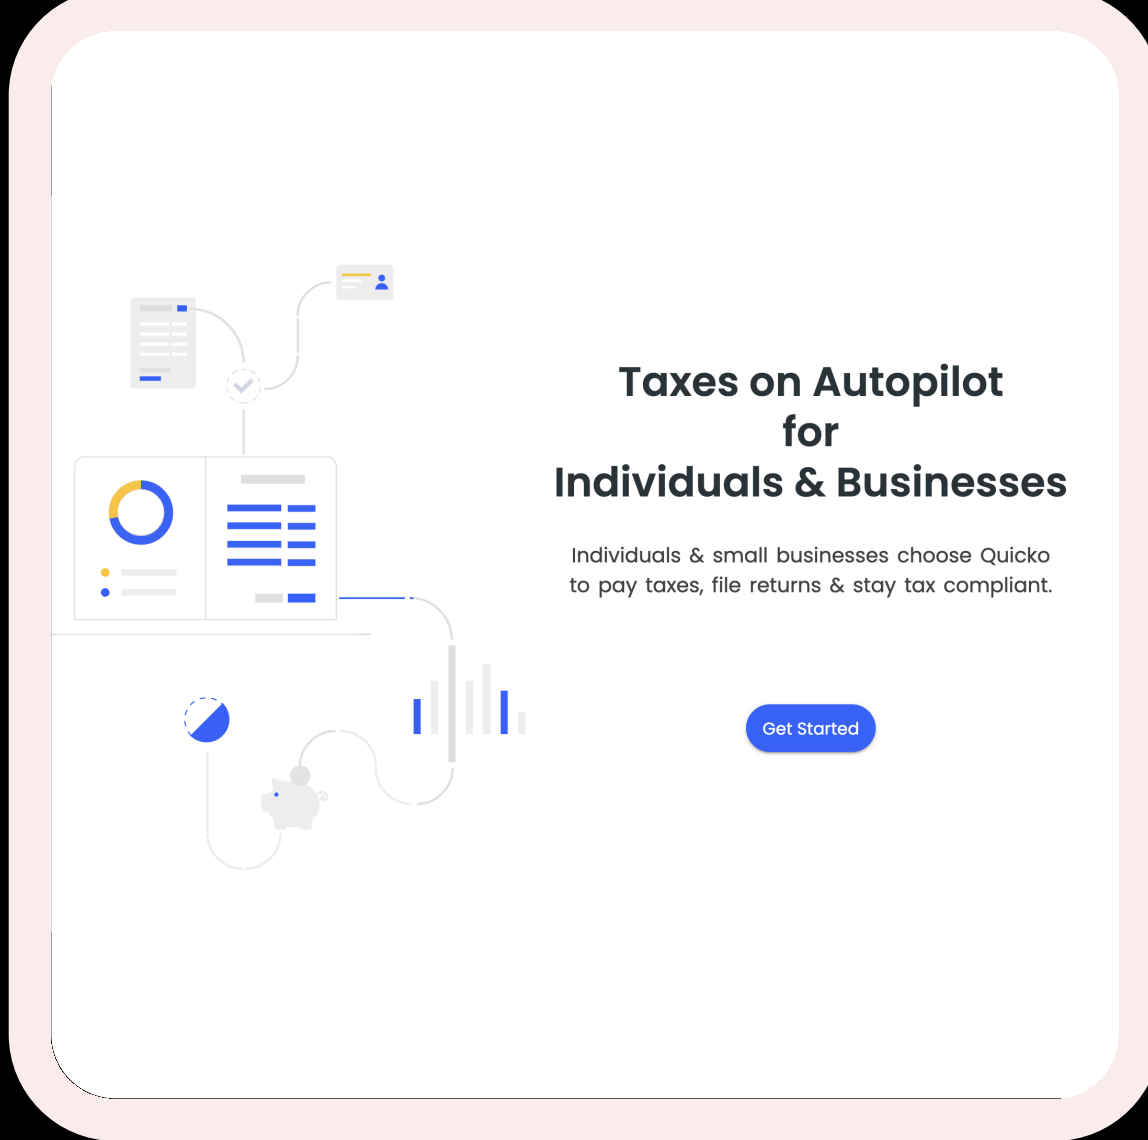 Taxes on Autopilot
for
Individuals & Businesses
Individuals & small businesses choose Quicko
to pay taxes, file returns & stay tax compliant.
Get Started